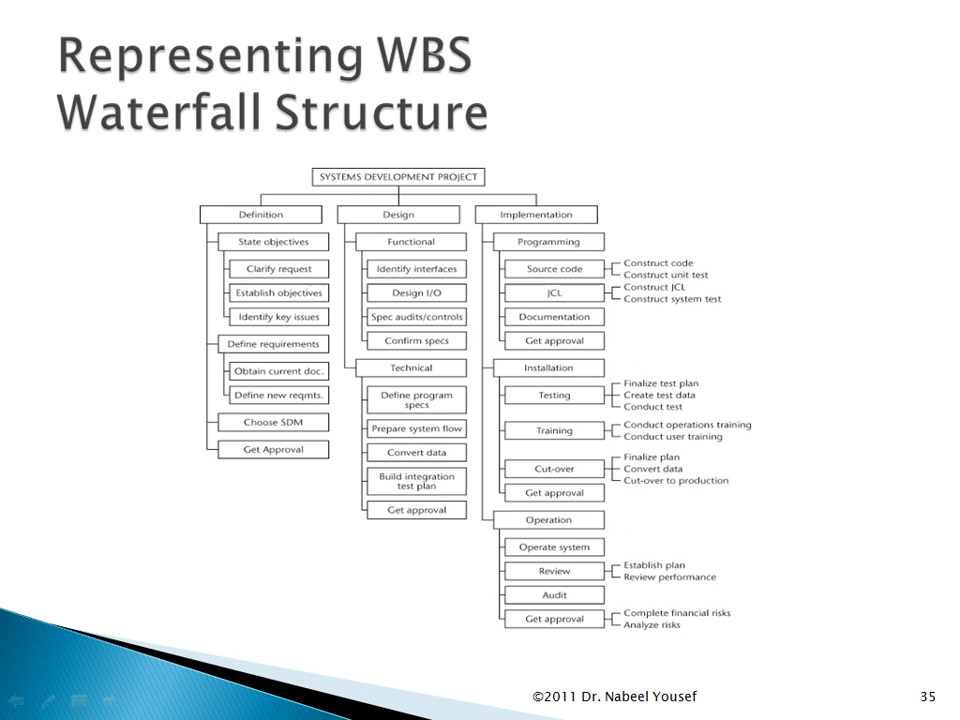 Representing WBS
Waterfall Structure
SYSTEMS DEVELOPMENT PROJECT
Definition
State objectives
Clarify request
Establish objectives
Identify key issues
Define requirements
Obtain current doc.
Define new reqmts.
Choose SDM
Get Approval
Design
Functional
Identify interfaces
Design I/O
Spec audits/controls
Confirm specs
Technical
Define program
specs
Prepare system flow
Convert data
Build integration
test plan
Get approval
Implementation
Programming
Source code
Construct code
Construct unit test
JCL
Construct JCL
Construct system test
Documentation
Get approval
Installation
Testing
Finalize test plan
Create test data
Conduct test
Training
Conduct operations training
Conduct user training
Cut-over
Finalize plan
Convert data
Cut-over to production
Get approval
Operation
Operate system
Review
Establish plan
Review performance
Audit
Get approval
Complete financial risks
Analyze risks
©2011 Dr. Nabeel Yousef
35